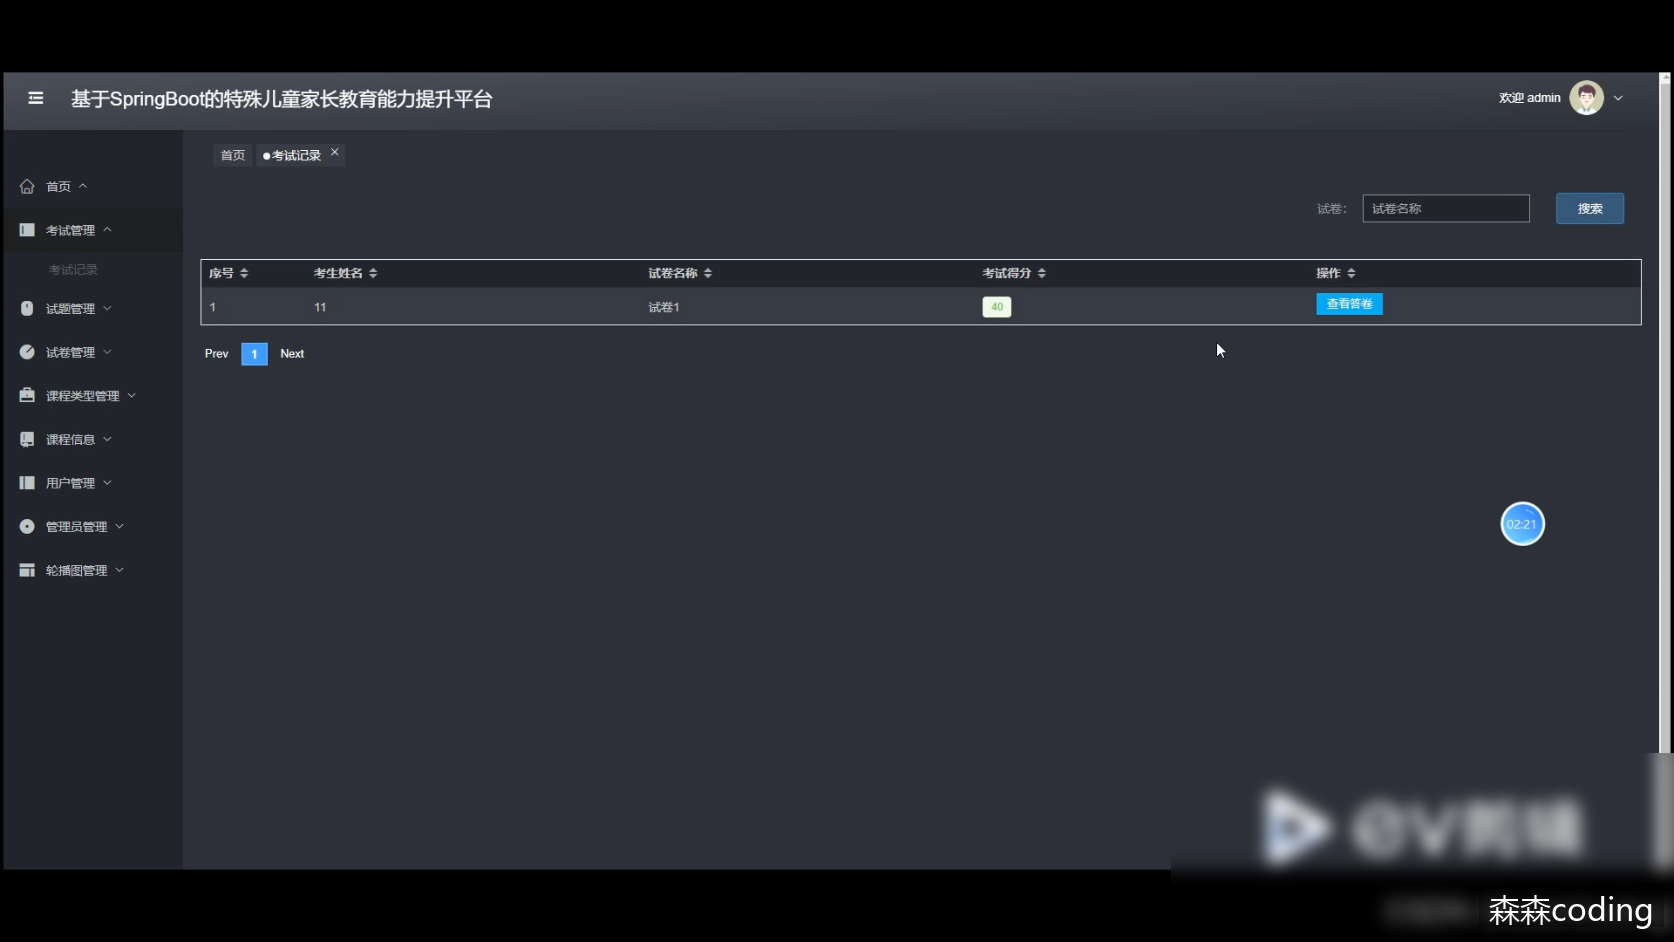 基于SpringBoot的特殊儿童家长教育能力提升平台
欢迎 admin
首页
考试记录
首页
考试管理
考试记录
试题管理
试卷管理
课程类型管理
课程信息
用户管理
管理员管理
轮播图管理
试卷: 试卷名称 搜索
序号 考生姓名 试卷名称 考试得分 操作
1 11 试卷1 40 查看答卷
Prev 1 Next
02:21
森森coding